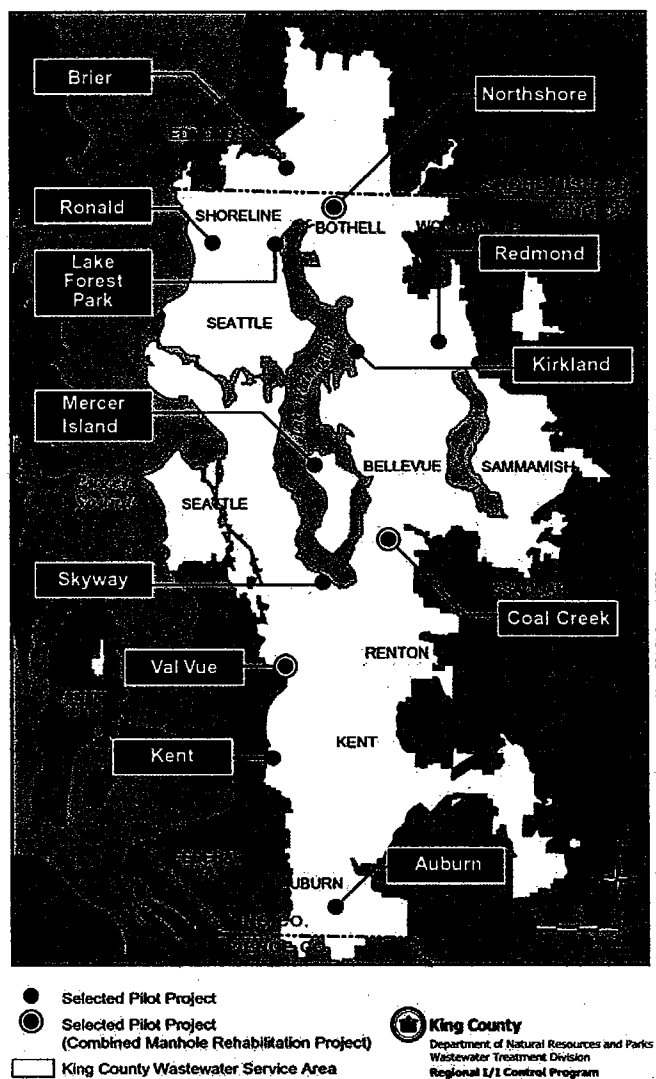 Brier
Northshore
Ronald
SHORELINE
BOTHELL
Redmond
Lake
Forest
Park
SEATTLE
Kirkland
Mercer
Island
BELLEVUE
SAMMAMISH
SEATTLE
Skyway
Coal Creek
Val Vue
RENTON
KENT
Kent
Auburn
UBURN
CO.
Selected Pilot Project
Selected Pilot Project
(Combined Manhole Rehabilitation Project)
King County Wastewater Service Area
King County
Department of Natural Resources and Parks
Wastewater Treatment Division
Regional I/I Control Program